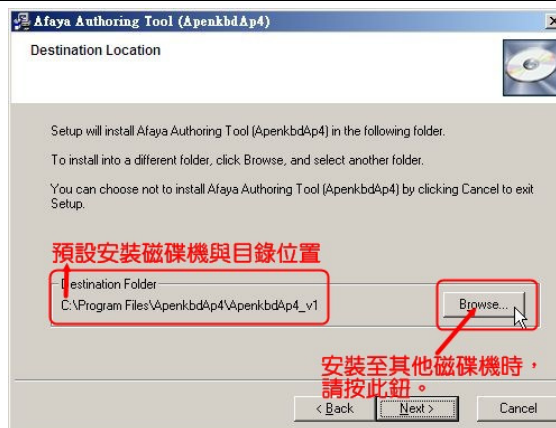 Afaya Authoring Tool (ApenkbdAp4)
Destination Location
Setup will install Afaya Authoring Tool (ApenkbdAp4) in the following folder.
To install into a different folder, click Browse, and select another folder.
You can choose not to install Afaya Authoring Tool (ApenkbdAp4) by clicking Cancel to exit
Setup.
預設安裝磁碟機與目錄位置
Destination Folder
C:\Program Files\ApenkbdAp4\ApenkbdAp4_v1
Browse...
安裝至其他磁碟機時，
請按此鈕。
< Back
Next >
Cancel